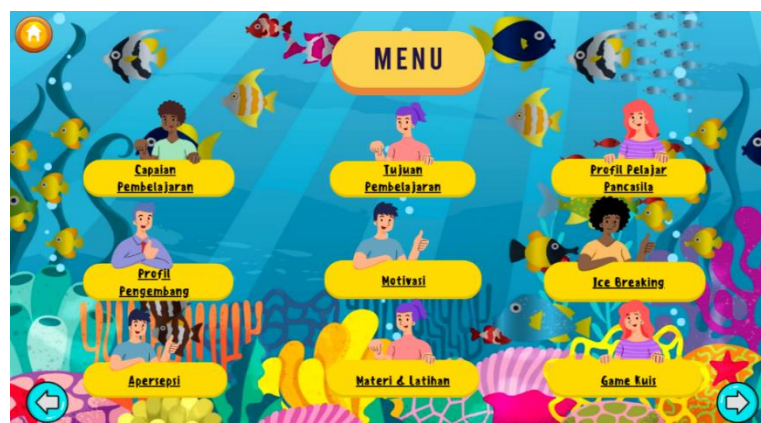 MENU
Capaian
Pembelajaran
Tujuan
Pembelajaran
Profil Pelajar
Pancasila
Profil
Pengembang
Motivasi
Ice Breaking
Apersepsi
Materi & Latihan
Game Kuis